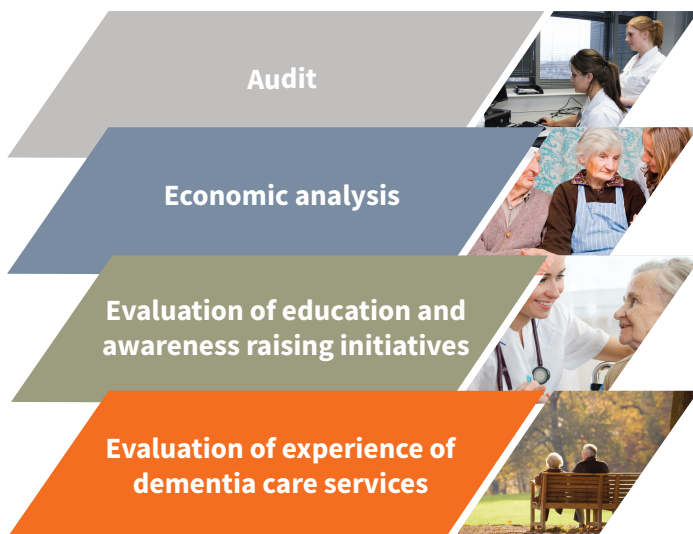 Audit
Economic analysis
Evaluation of education and
awareness raising initiatives
Evaluation of experience of
dementia care services